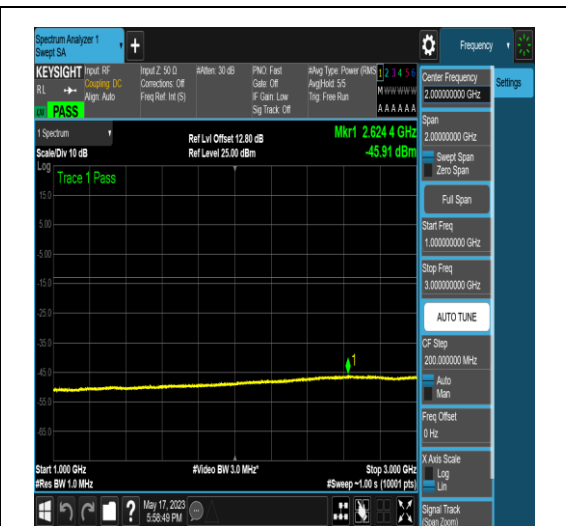 Spectrum Analyzer 1
Swept SA
+
Frequency
KEYSIGHT
RL
PASS
Input: RF
Coupling: DC
Align: Auto
Input Z: 50 Ω
Corrections: Off
Freq Ref: Int (S)
#Atten: 30 dB
PNO: Fast
Gate: Off
IF Gain: Low
Sig Track: Off
#Avg Type: Power (RMS
Avg|Hold: 5/5
Trig: Free Run
1 2 3 4 5 6
M W W W W W
A A A A A A
1 Spectrum
Scale/Div 10 dB
Ref Lvl Offset 12.80 dB
Ref Level 25.00 dBm
Mkr1 2.624 4 GHz
-45.91 dBm
Log
Trace 1 Pass
15.0
5.00
-5.00
-15.0
-25.0
-35.0
-45.0
-55.0
-65.0
1
Start 1.000 GHz
#Res BW 1.0 MHz
#Video BW 3.0 MHz*
Stop 3.000 GHz
#Sweep ~1.00 s (10001 pts)
Center Frequency
2.000000000 GHz
Settings
Span
2.00000000 GHz
Swept Span
Zero Span
Full Span
Start Freq
1.000000000 GHz
Stop Freq
3.000000000 GHz
AUTO TUNE
CF Step
200.000000 MHz
Auto
Man
Freq Offset
0 Hz
X Axis Scale
Log
Lin
Signal Track
(Span Zoom)
?
May 17, 2023
5:58:49 PM